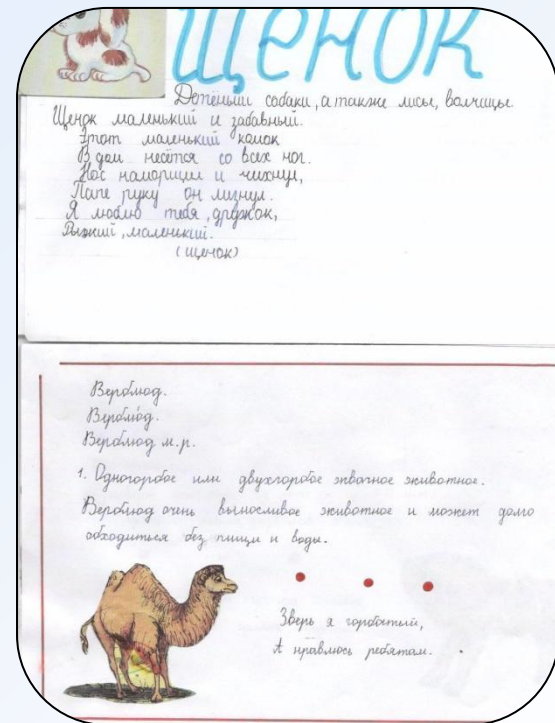 ЩЕНОК
Детёныш собаки, а также лисы, волчицы.
Щенок маленький и забавный.
Этот маленький комок
В дом несётся со всех ног.
Нос наморщил и чихнул,
Папе руку он лизнул.
Я люблю тебя, дружок,
Рыжий, маленький.
(щенок)
Верблюд.
Верблюд.
Верблюд м.р.
1. Одногорбое или двухгорбое жвачное животное.
Верблюд очень выносливое животное и может долго
обходиться без пищи и воды.
Зверь я горбатый,
А нравлюсь ребятам.